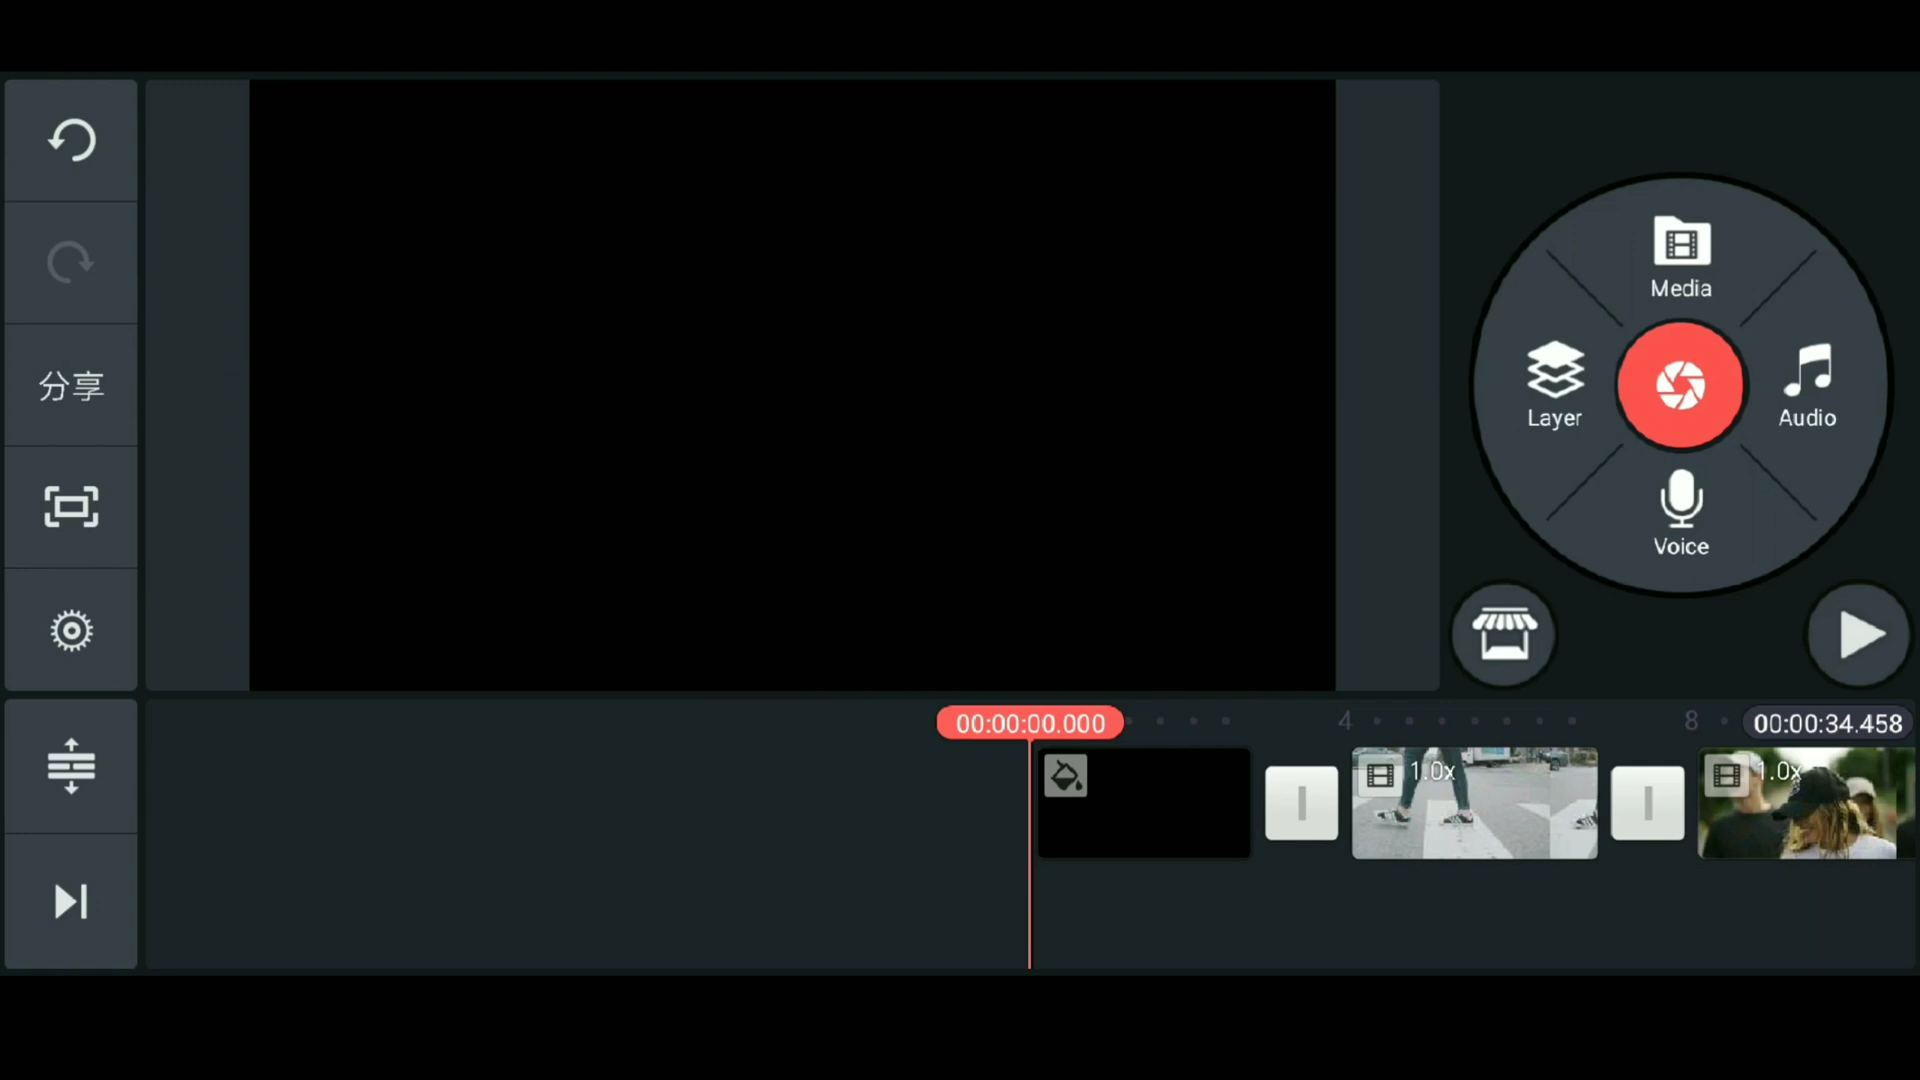 Media
Layer
Audio
Voice
分享
00:00:00.000
4
8
00:00:34.458
1.0x
1.0x